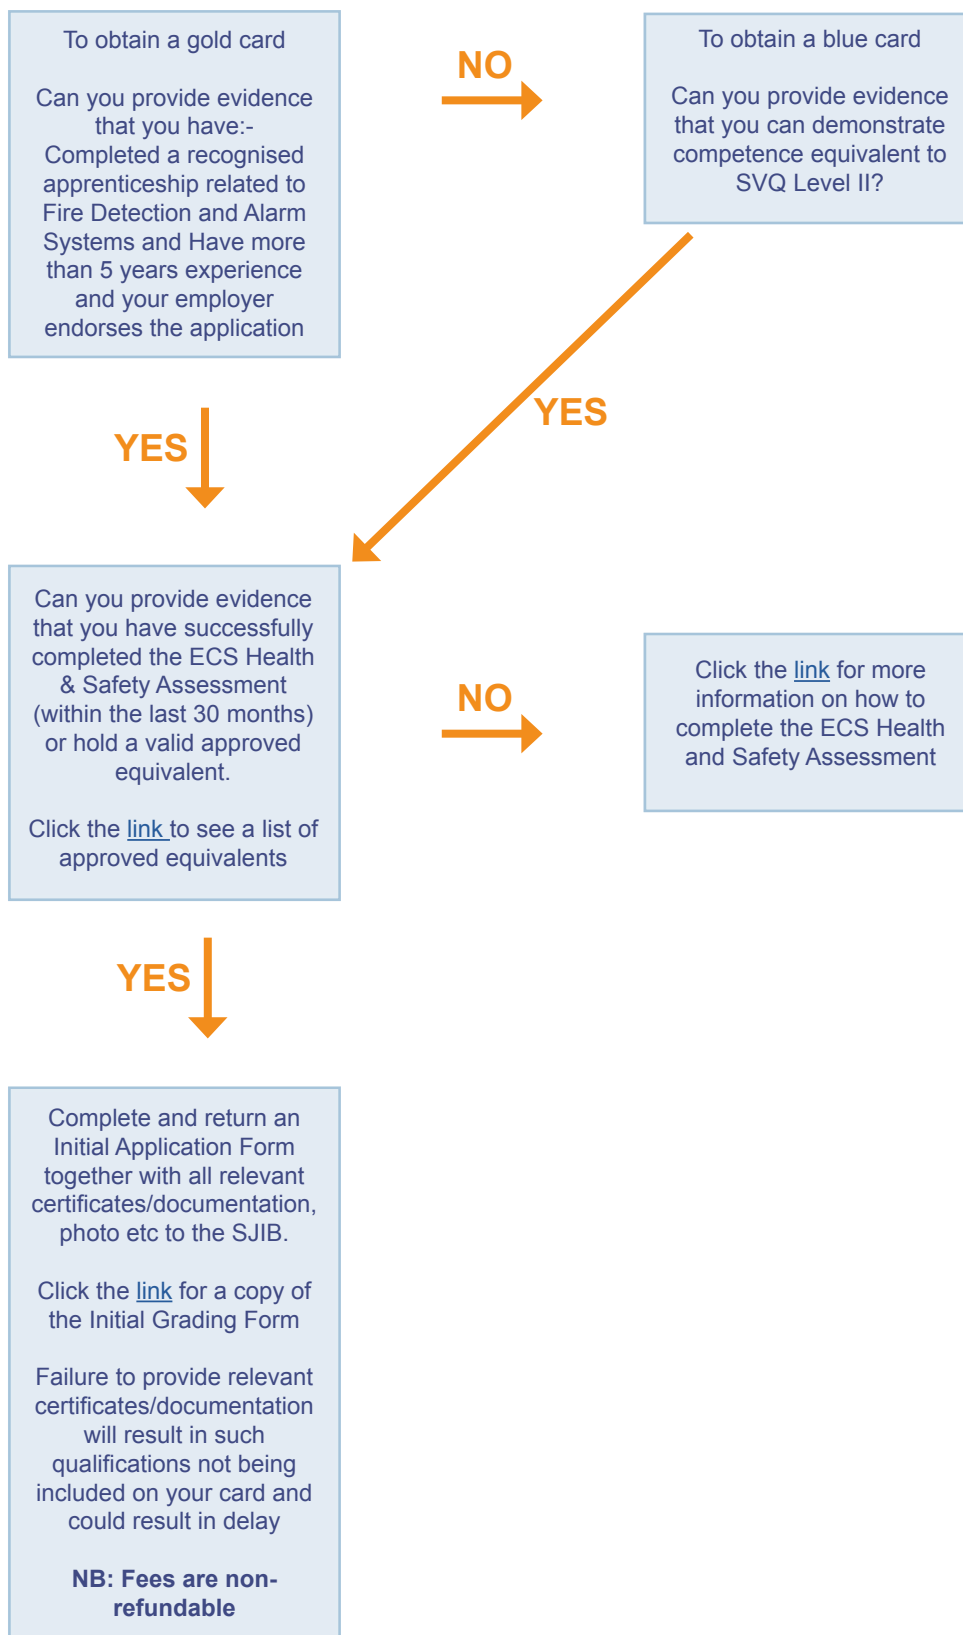 To obtain a gold card
Can you provide evidence
that you have:-
Completed a recognised
apprenticeship related to
Fire Detection and Alarm
Systems and Have more
than 5 years experience
and your employer
endorses the application
NO
To obtain a blue card
Can you provide evidence
that you can demonstrate
competence equivalent to
SVQ Level II?
YES
YES
Can you provide evidence
that you have successfully
completed the ECS Health
& Safety Assessment
(within the last 30 months)
or hold a valid approved
equivalent.
Click the link to see a list of
approved equivalents
NO
Click the link for more
information on how to
complete the ECS Health
and Safety Assessment
YES
Complete and return an
Initial Application Form
together with all relevant
certificates/documentation,
photo etc to the SJIB.
Click the link for a copy of
the Initial Grading Form
Failure to provide relevant
certificates/documentation
will result in such
qualifications not being
included on your card and
could result in delay
NB: Fees are non-
refundable